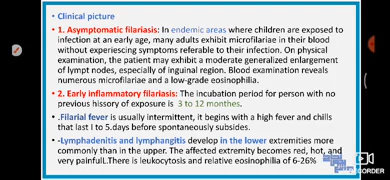 • Clinical picture
• 1. Asymptomatic filariasis: In endemic areas where children are exposed to
infection at an early age, many adults exhibit microfilariae in their blood
without experiencing symptoms referable to their infection. On physical
examination, the patient may exhibit a moderate generalized enlargement
of lympt nodes, especially of inguinal region. Blood examination reveals
numerous microfilariae and a low-grade eosinophilia.
• 2. Early inflammatory filariasis: The incubation period for person with no
previous history of exposure is 3 to 12 monthes.
• .Filarial fever is usually intermittent, it begins with a high fever and chills
that last I to 5.days before spontaneously subsides.
• -Lymphadenitis and lymphangitis develop in the lower extremities more
commonly than in the upper. The affected extremity becomes red, hot, and
very painfulL.There is leukocytosis and relative eosinophilia of 6-26%